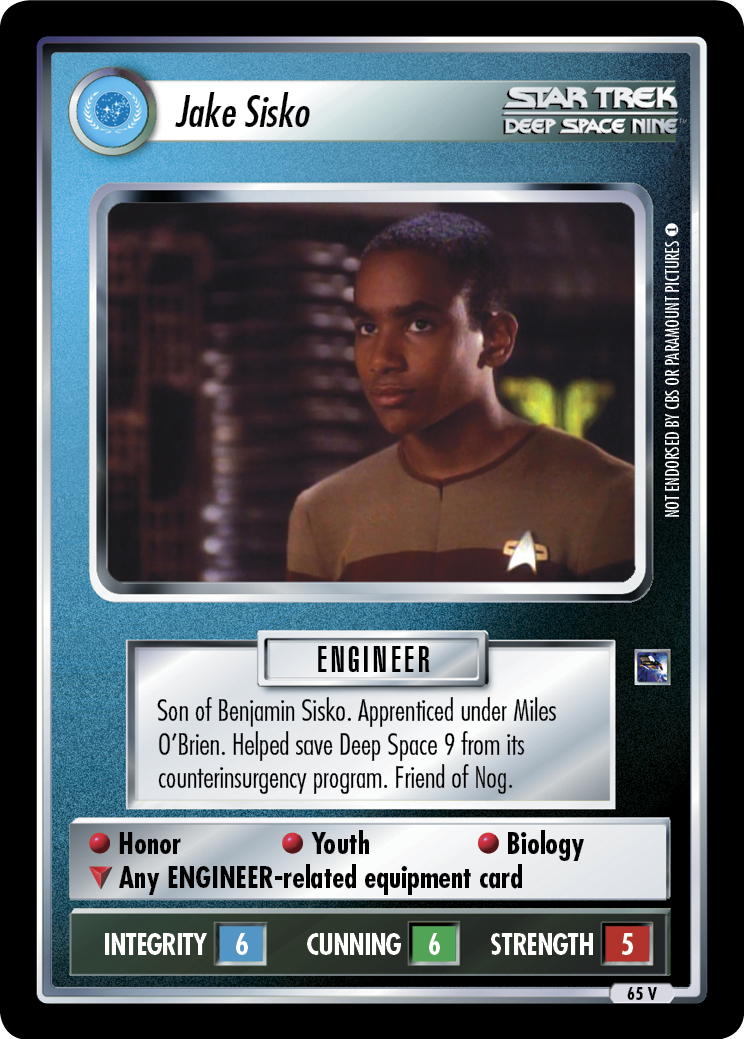 Jake Sisko
STAR TREK
DEEP SPACE NINE™
NOT ENDORSED BY CBS OR PARAMOUNT PICTURES 1
ENGINEER
Son of Benjamin Sisko. Apprenticed under Miles
O'Brien. Helped save Deep Space 9 from its
counterinsurgency program. Friend of Nog.
Honor Youth Biology
Any ENGINEER-related equipment card
INTEGRITY 6 CUNNING 6 STRENGTH 5
65 V